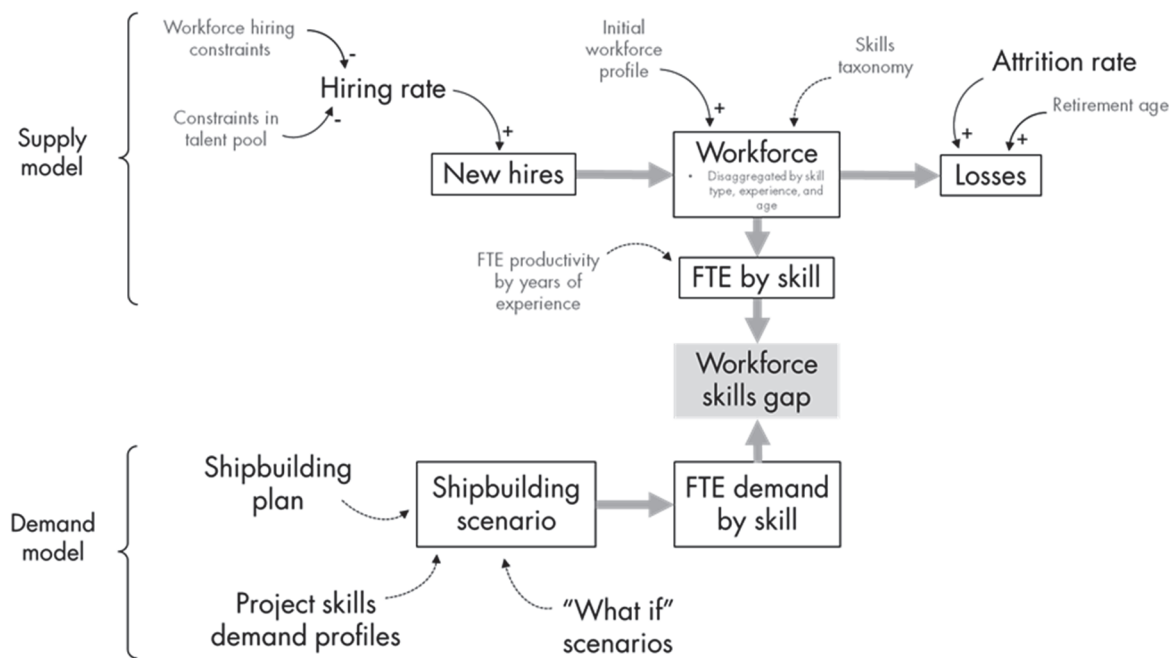 Workforce hiring
constraints
-
Hiring rate
Constraints in
talent pool
-
+
New hires
Supply
model
Initial
workforce
profile
+
Skills
taxonomy
Workforce
• Disaggregated by skill
type, experience, and
age
Attrition rate
Retirement age
+
+
Losses
FTE productivity
by years of
experience
FTE by skill
Workforce
skills gap
Demand
model
Shipbuilding
plan
Shipbuilding
scenario
FTE demand
by skill
Project skills
demand profiles
“What if”
scenarios